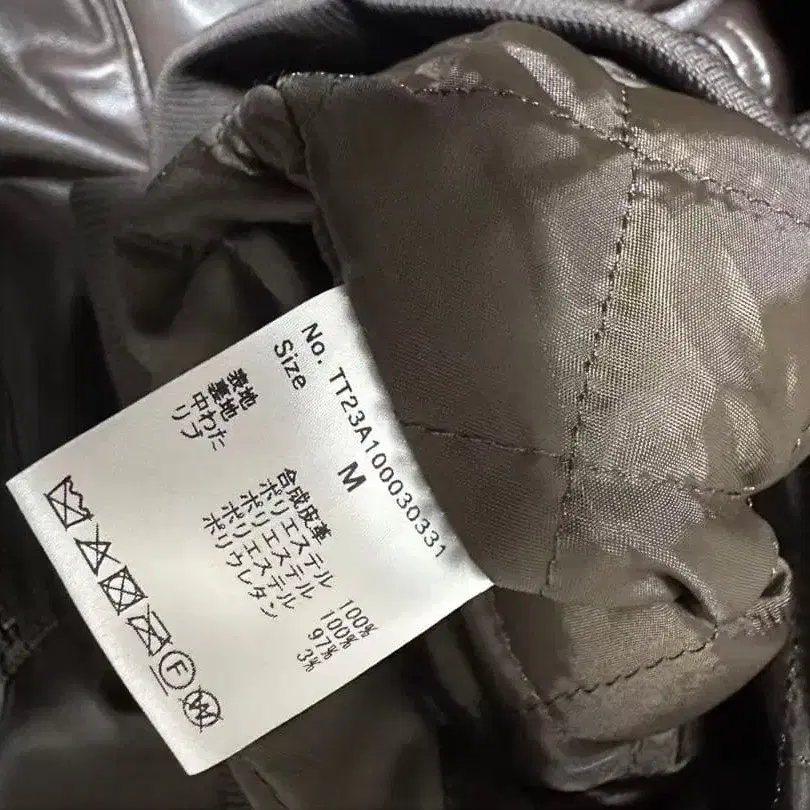 No. TT23A100030331
Size M
表地 合成皮革
裏地 ポリエステル 100%
中わた ポリエステル 100%
リブ ポリエステル 97%
ポリウレタン 3%
F
W